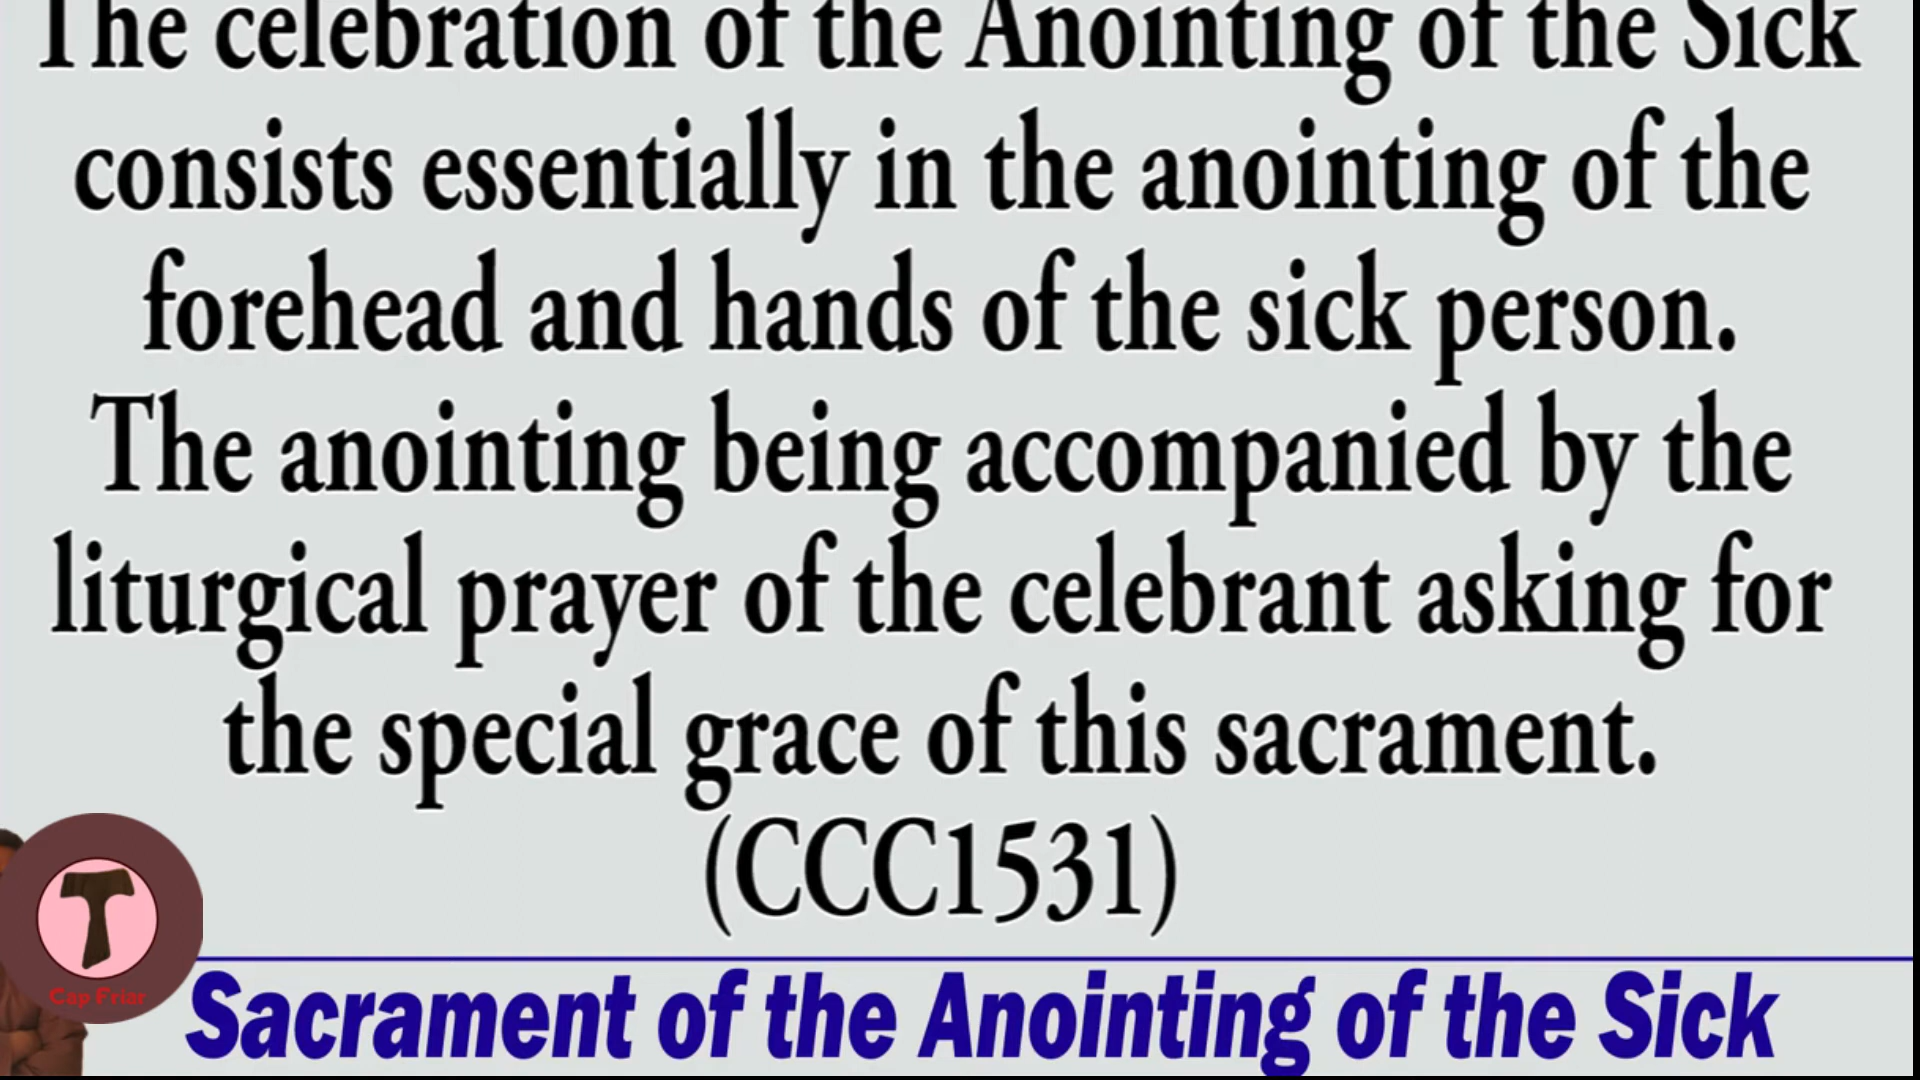 The celebration of the Anointing of the Sick
consists essentially in the anointing of the
forehead and hands of the sick person.
The anointing being accompanied by the
liturgical prayer of the celebrant asking for
the special grace of this sacrament.
(CCC1531)
Cap Friar
Sacrament of the Anointing of the Sick